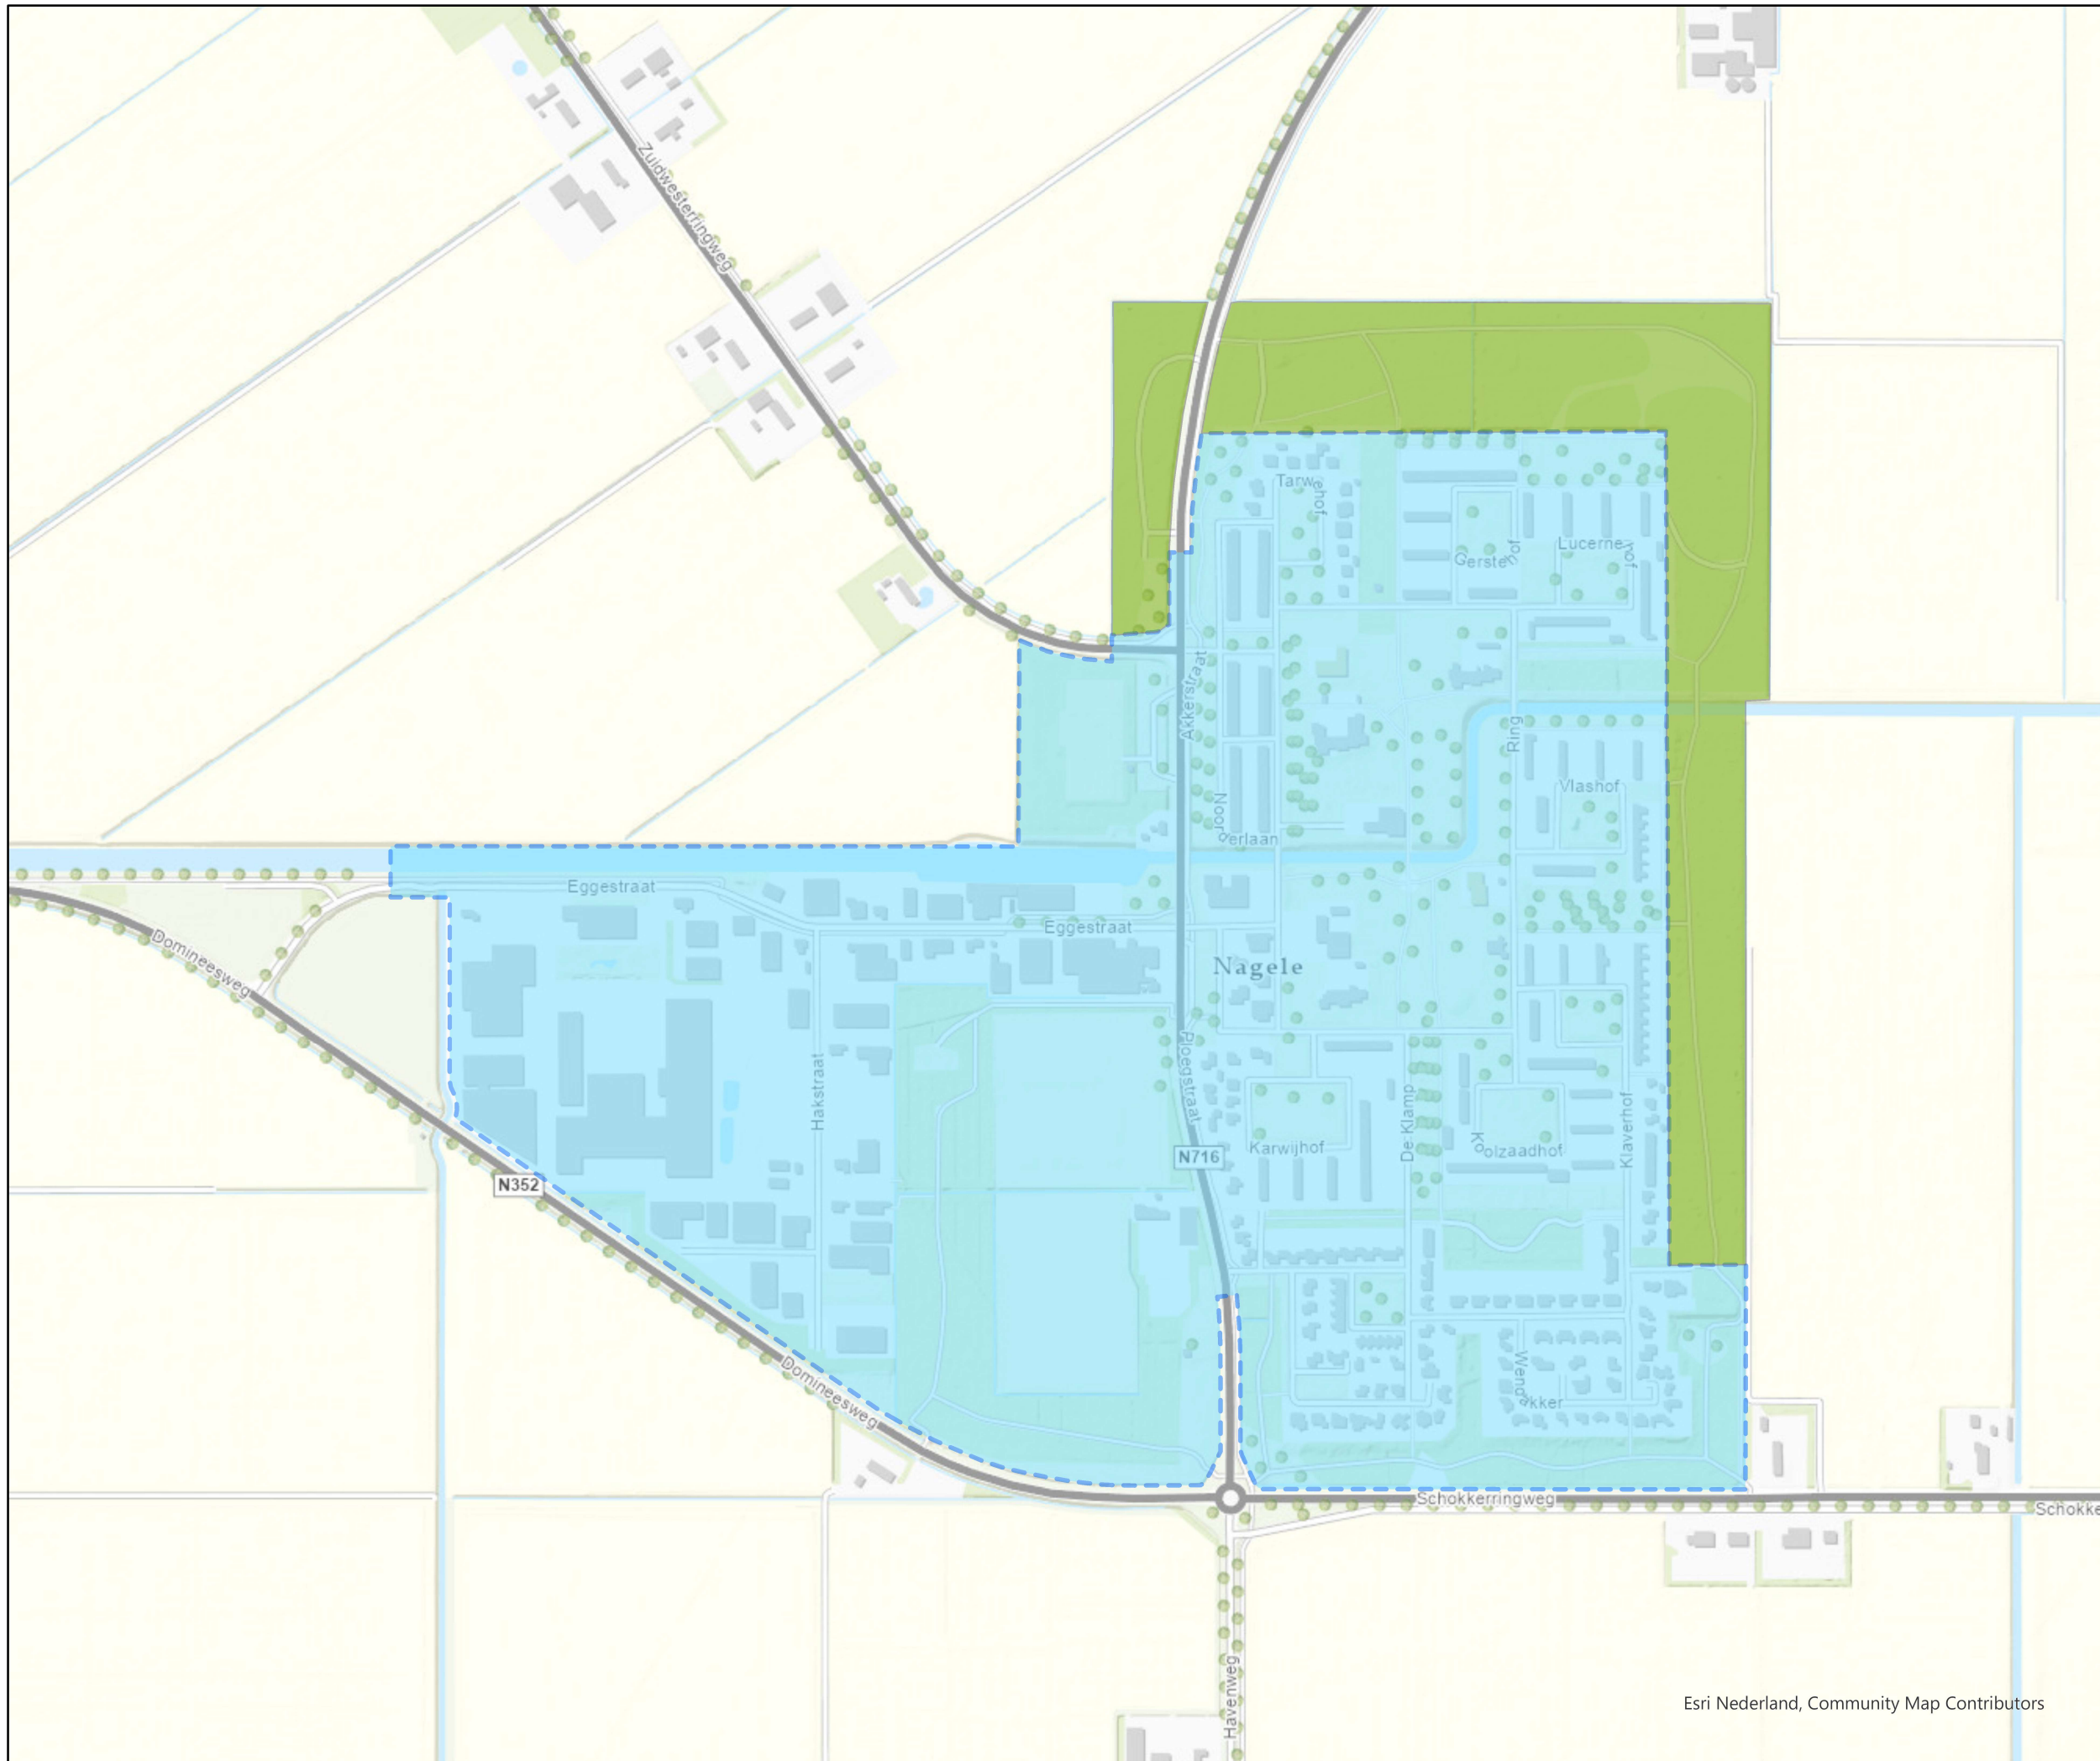 Zuidwesterringweg
Tarwehof
Gerstehof
Lucernehof
Akkerstraat
Ring
Vlashof
Noorderlaan
Eggestraat
Eggestraat
Domineesweg
Nagele
Hakstraat
Ploegstraat
Karwijhof
De Klamp
Koolzaadhof
Klaverhof
N716
N352
Domineesweg
Wendakker
Schokkerringweg
Schokke
Havenweg
Esri Nederland, Community Map Contributors